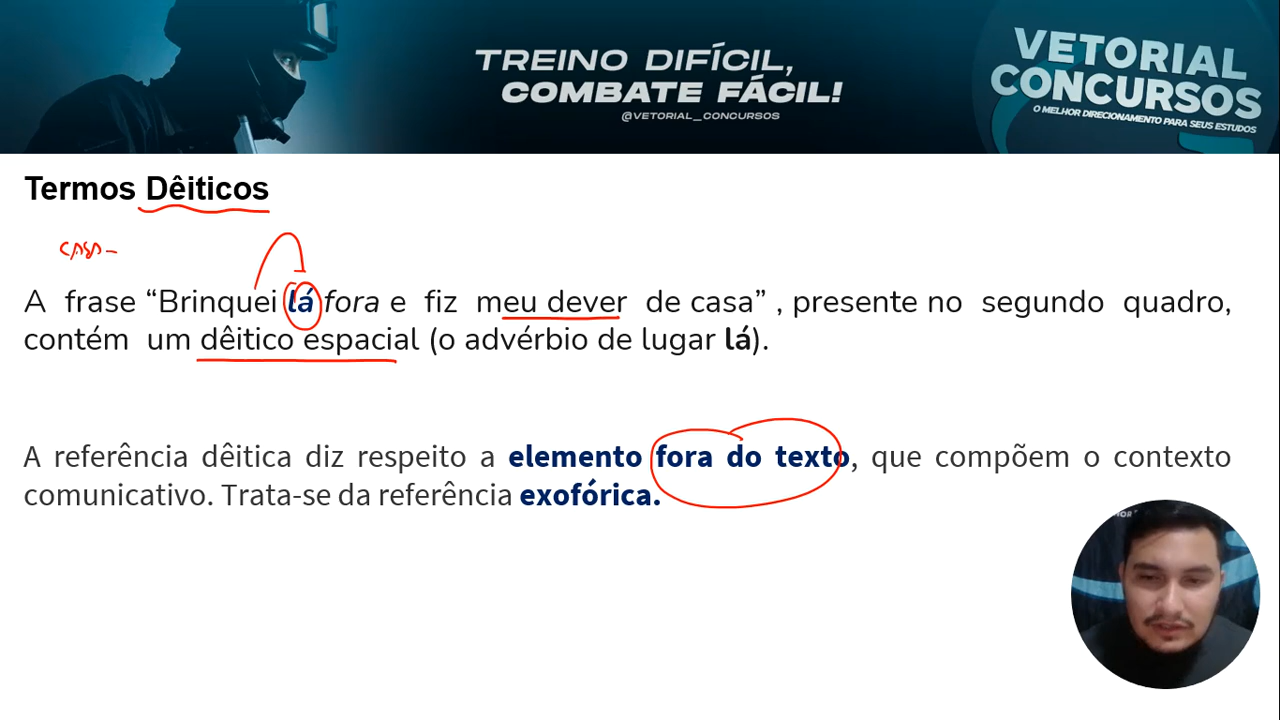 TREINO DIFÍCIL,
COMBATE FÁCIL!
@VETORIAL_CONCURSOS
VETORIAL
CONCURSOS
O MELHOR DIRECIONAMENTO PARA SEUS ESTUDOS
Termos Dêiticos
casa-
A frase “Brinquei lá fora e fiz meu dever de casa” , presente no segundo quadro,
contém um dêitico espacial (o advérbio de lugar lá).
A referência dêitica diz respeito a elemento fora do texto, que compõem o contexto
comunicativo. Trata-se da referência exofórica.